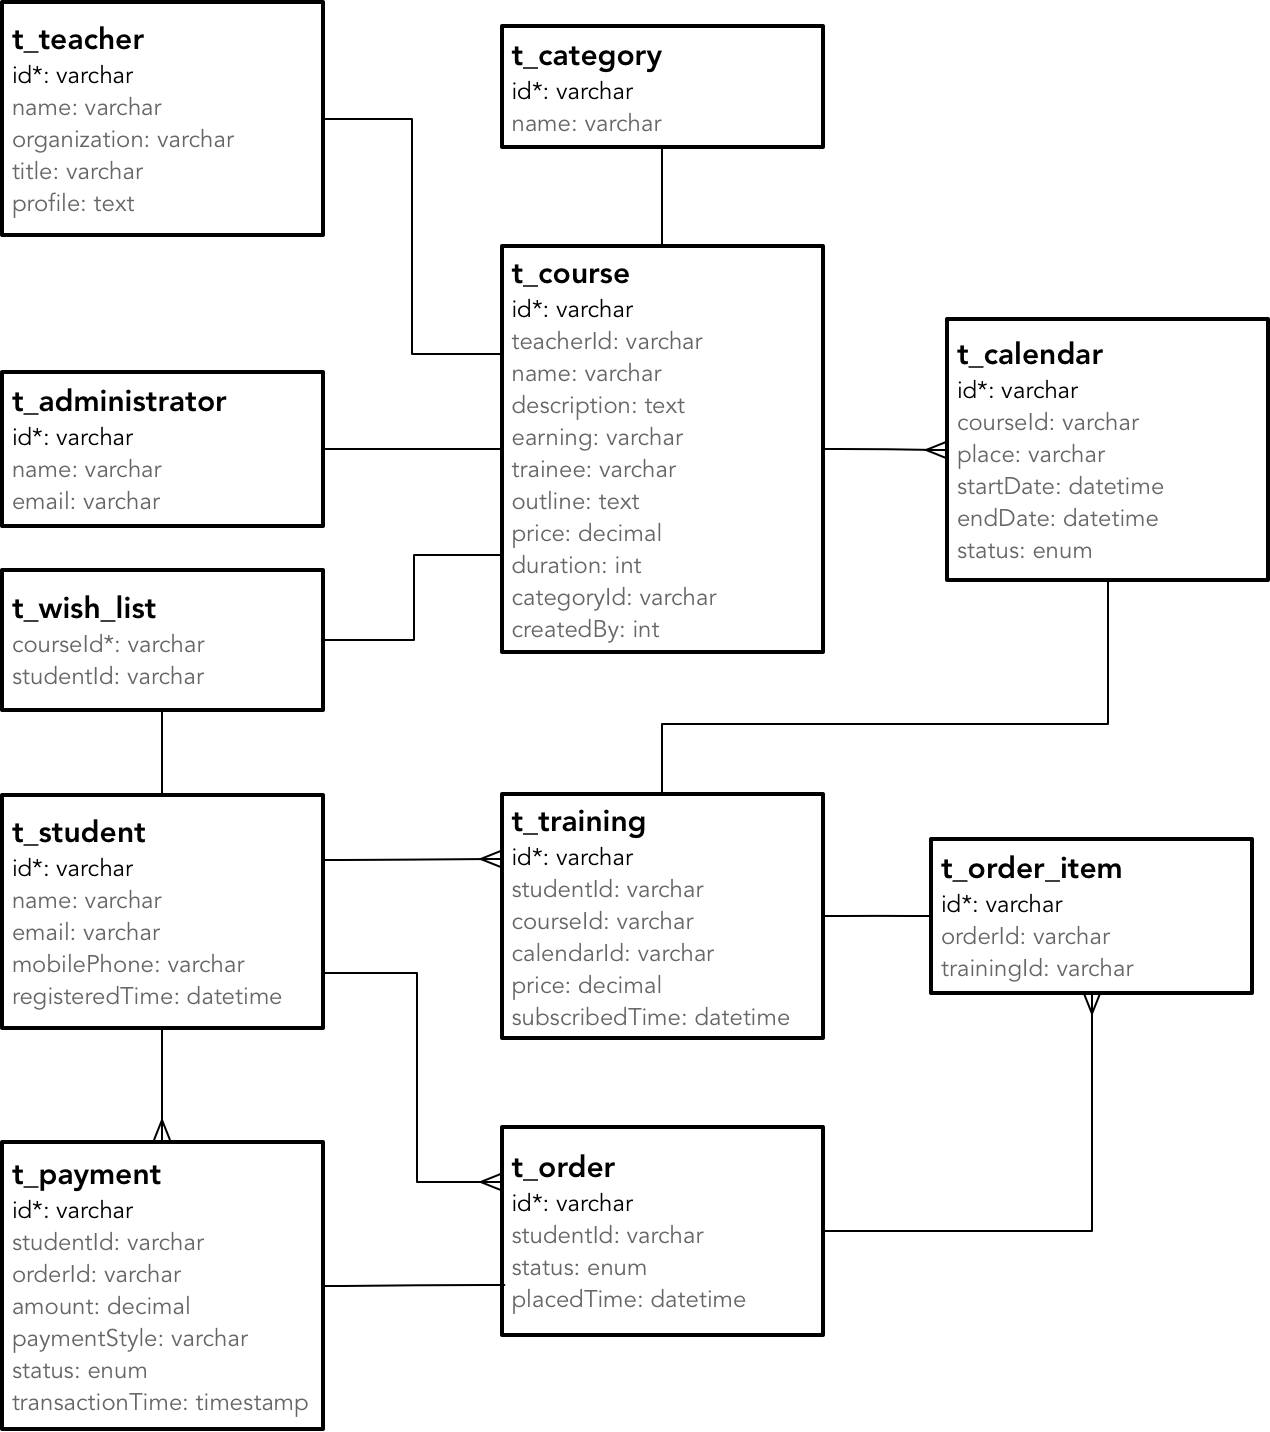 t_teacher
id*: varchar
name: varchar
organization: varchar
title: varchar
profile: text
t_category
id*: varchar
name: varchar
t_course
id*: varchar
teacherId: varchar
name: varchar
description: text
earning: varchar
trainee: varchar
outline: text
price: decimal
duration: int
categoryId: varchar
createdBy: int
t_calendar
id*: varchar
courseId: varchar
place: varchar
startDate: datetime
endDate: datetime
status: enum
t_administrator
id*: varchar
name: varchar
email: varchar
t_wish_list
courseId*: varchar
studentId: varchar
t_student
id*: varchar
name: varchar
email: varchar
mobilePhone: varchar
registeredTime: datetime
t_training
id*: varchar
studentId: varchar
courseId: varchar
calendarId: varchar
price: decimal
subscribedTime: datetime
t_order_item
id*: varchar
orderId: varchar
trainingId: varchar
t_payment
id*: varchar
studentId: varchar
orderId: varchar
amount: decimal
paymentStyle: varchar
status: enum
transactionTime: timestamp
t_order
id*: varchar
studentId: varchar
status: enum
placedTime: datetime